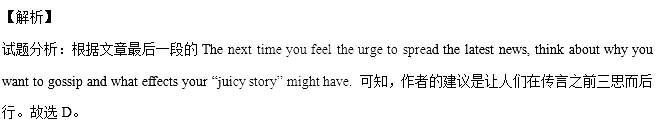 【解析】
试题分析：根据文章最后一段的 The next time you feel the urge to spread the latest news, think about why you
want to gossip and what effects your “juicy story” might have. 可知，作者的建议是让人们在传言之前三思而后
行。故选 D。